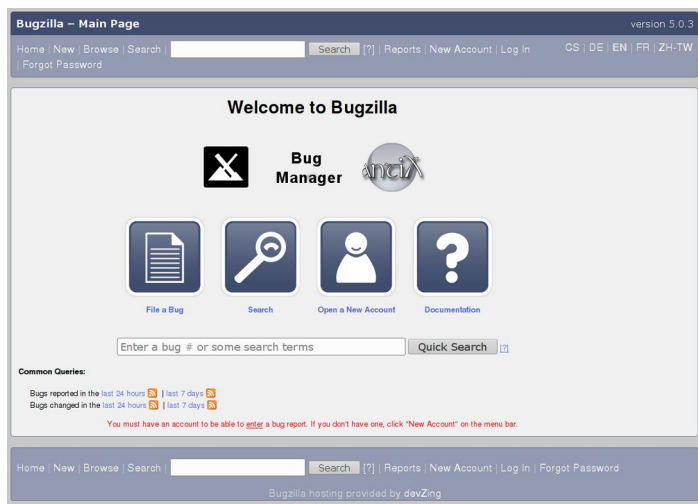 Bugzilla – Main Page version 5.0.3
Home | New | Browse | Search | Search [?] | Reports | New Account | Log In CS | DE | EN | FR | ZH-TW
| Forgot Password
Welcome to Bugzilla
Bug
Manager
antiX
File a Bug Search Open a New Account Documentation
Enter a bug # or some search terms Quick Search [?]
Common Queries:
Bugs reported in the last 24 hours | last 7 days
Bugs changed in the last 24 hours | last 7 days
You must have an account to be able to enter a bug report. If you don't have one, click "New Account" on the menu bar.
Home | New | Browse | Search | Search [?] | Reports | New Account | Log In | Forgot Password
Bugzilla hosting provided by devZing